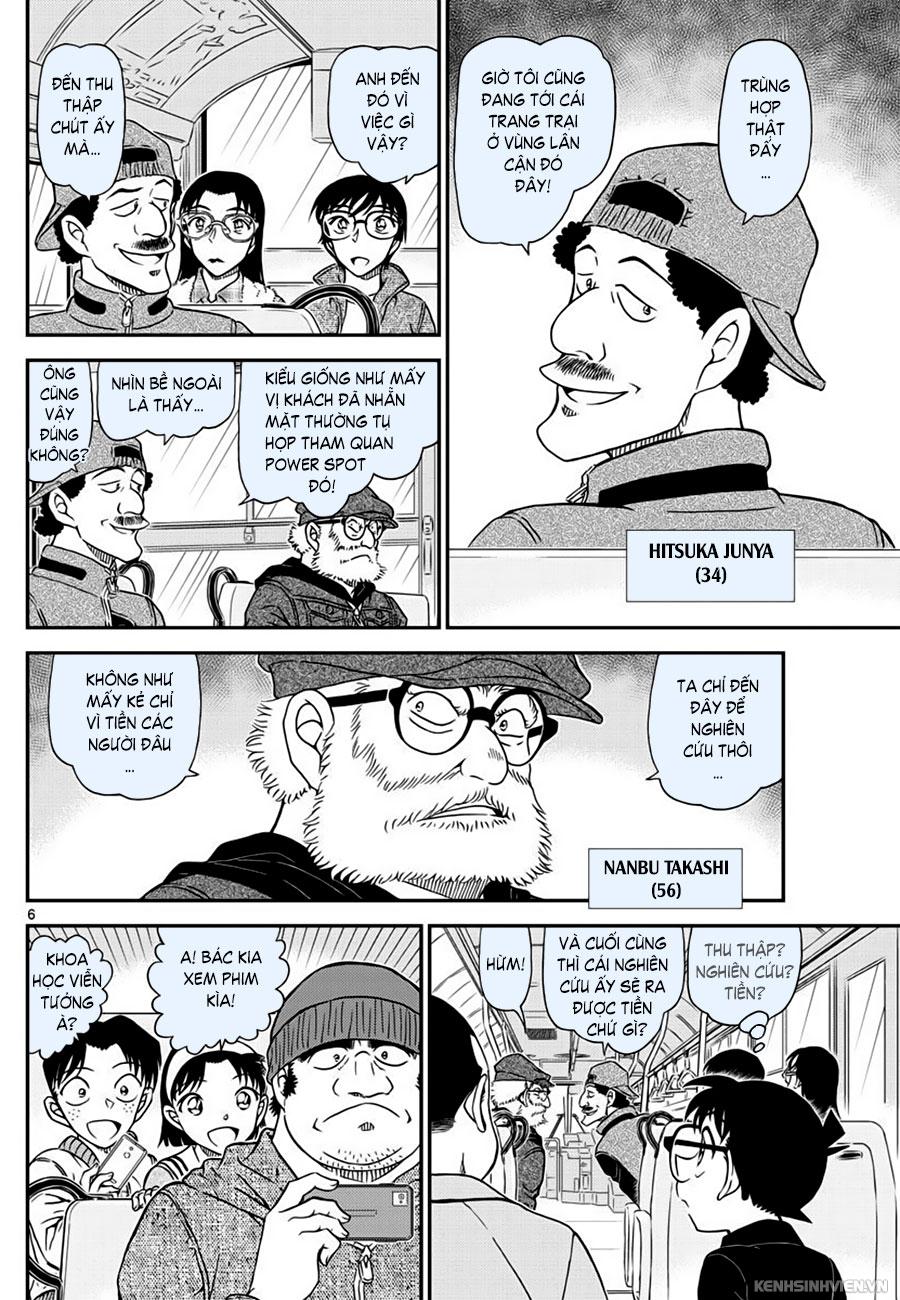 TRÙNG
HỢP
THẬT
ĐẤY
...
GIỜ TÔI CŨNG
ĐANG TỚI CÁI
TRANG TRẠI
Ở VÙNG LÂN
CẬN ĐÓ
ĐÂY!
HITSUKA JUNYA
(34)
ANH ĐẾN
ĐÓ VÌ
VIỆC GÌ
VẬY?
ĐẾN THU
THẬP
CHÚT ẤY
MÀ...
KIỂU GIỐNG NHƯ MẤY
VỊ KHÁCH ĐÃ NHẴN
MẶT THƯỜNG TỤ
HỌP THAM QUAN
POWER SPOT
ĐÓ!
NHÌN BỀ NGOÀI
LÀ THẤY...
ÔNG
CŨNG
VẬY
ĐÚNG
KHÔNG?
TA CHỈ ĐẾN
ĐÂY ĐỂ
NGHIÊN
CỨU THÔI
...
KHÔNG NHƯ
MẤY KẺ CHỈ
VÌ TIỀN CÁC
NGƯỜI ĐÂU
...
NANBU TAKASHI
(56)
6
THU THẬP?
NGHIÊN CỨU?
TIỀN?
VÀ CUỐI CÙNG
THÌ CÁI NGHIÊN
CỨU ẤY SẼ RA
ĐƯỢC TIỀN
CHỨ GÌ?
HỪM!
A! BÁC KIA
XEM PHIM
KÌA!
KHOA
HỌC VIỄN
TƯỞNG
À?
KENHSINHVIEN.VN